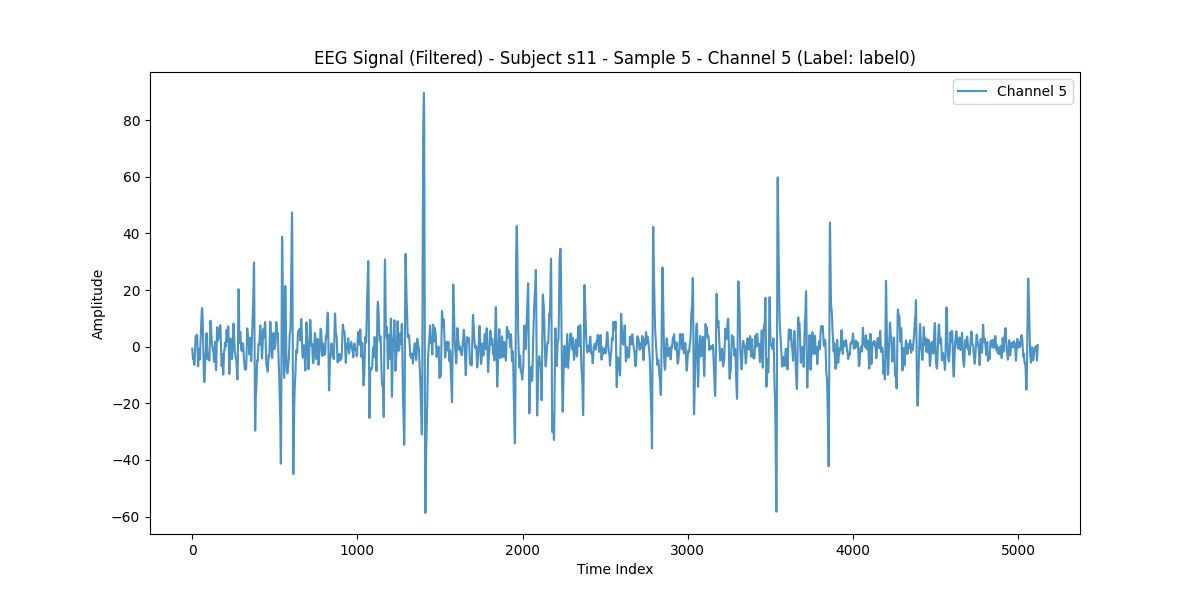 EEG Signal (Filtered) - Subject s11 - Sample 5 - Channel 5 (Label: label0)
Channel 5
80
60
40
20
0
−20
−40
−60
Amplitude
0 1000 2000 3000 4000 5000
Time Index